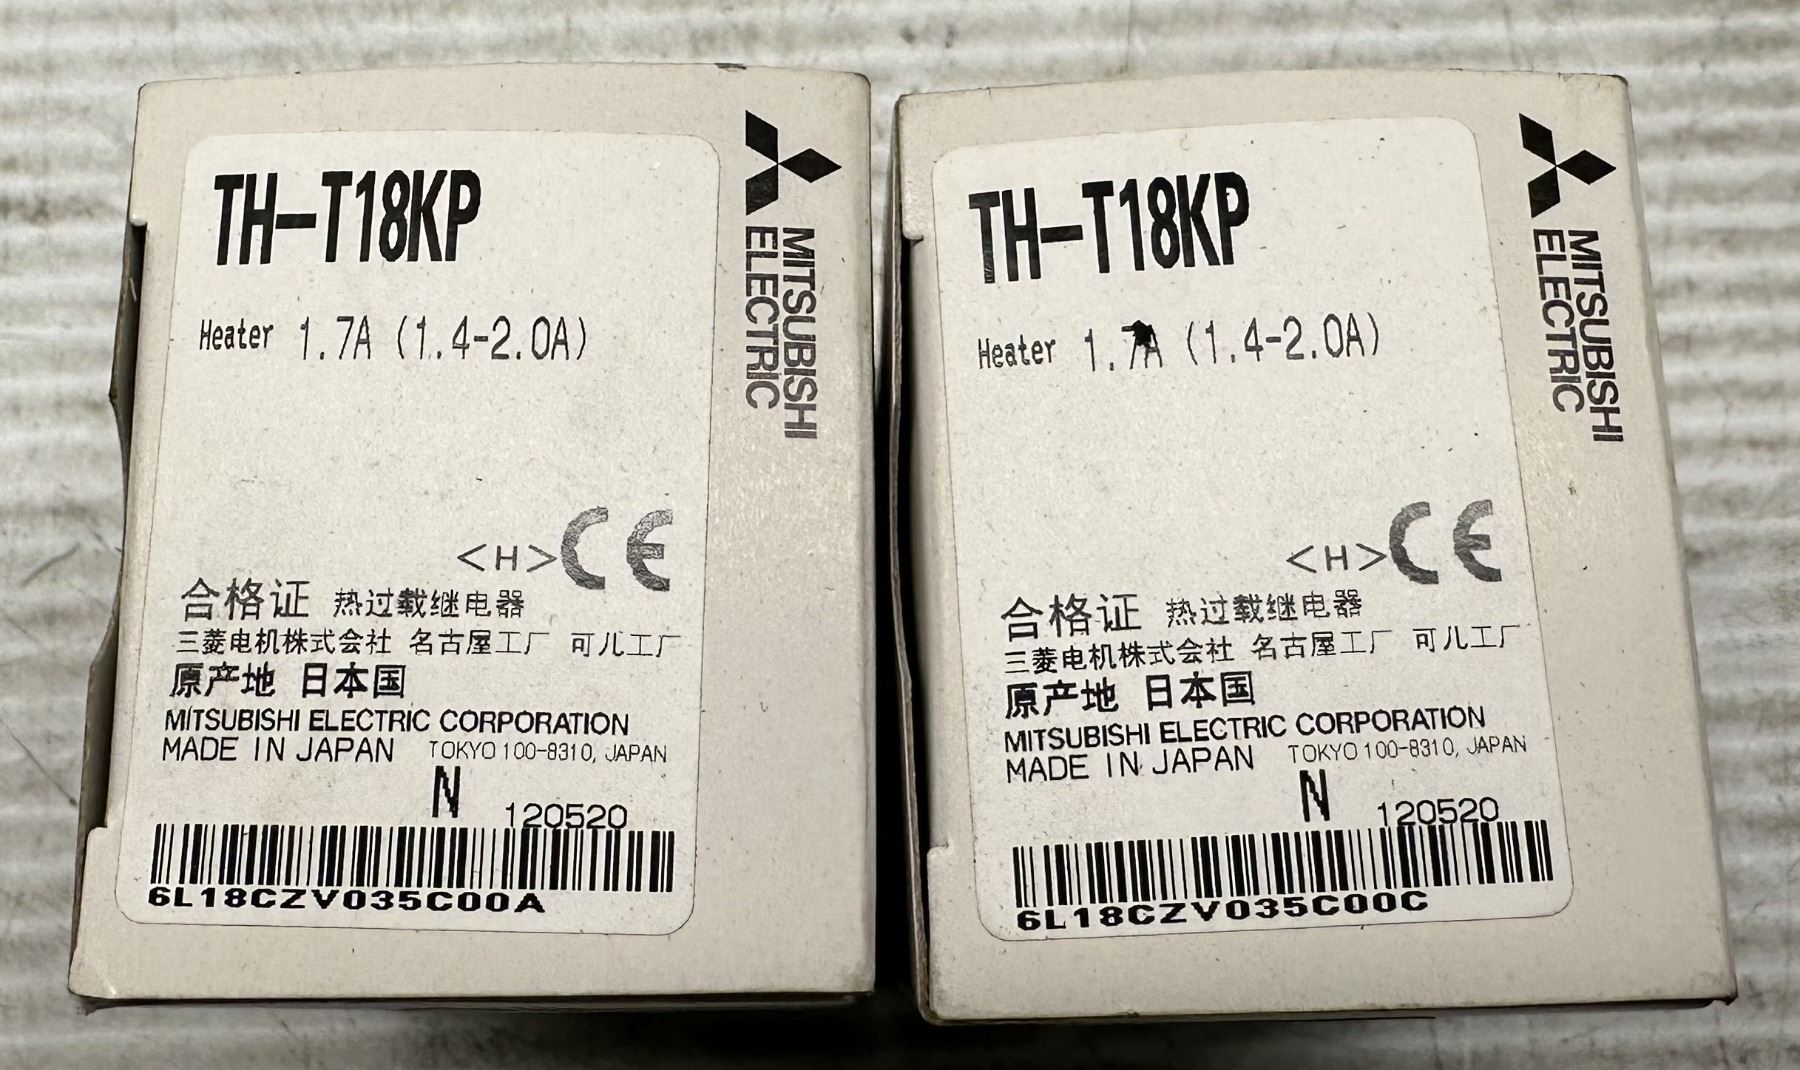 TH-T18KP
Heater 1.7A (1.4-2.0A)
<H> CE
合格证 热过载继电器
三菱电机株式会社 名古屋工厂 可儿工厂
原产地 日本国
MITSUBISHI ELECTRIC CORPORATION
MADE IN JAPAN TOKYO 100-8310, JAPAN
N 120520
6L18CZV035C00A
MITSUBISHI
ELECTRIC
TH-T18KP
Heater 1.7A (1.4-2.0A)
<H> CE
合格证 热过载继电器
三菱电机株式会社 名古屋工厂 可儿工厂
原产地 日本国
MITSUBISHI ELECTRIC CORPORATION
MADE IN JAPAN TOKYO 100-8310, JAPAN
N 120520
6L18CZV035C00C
MITSUBISHI
ELECTRIC